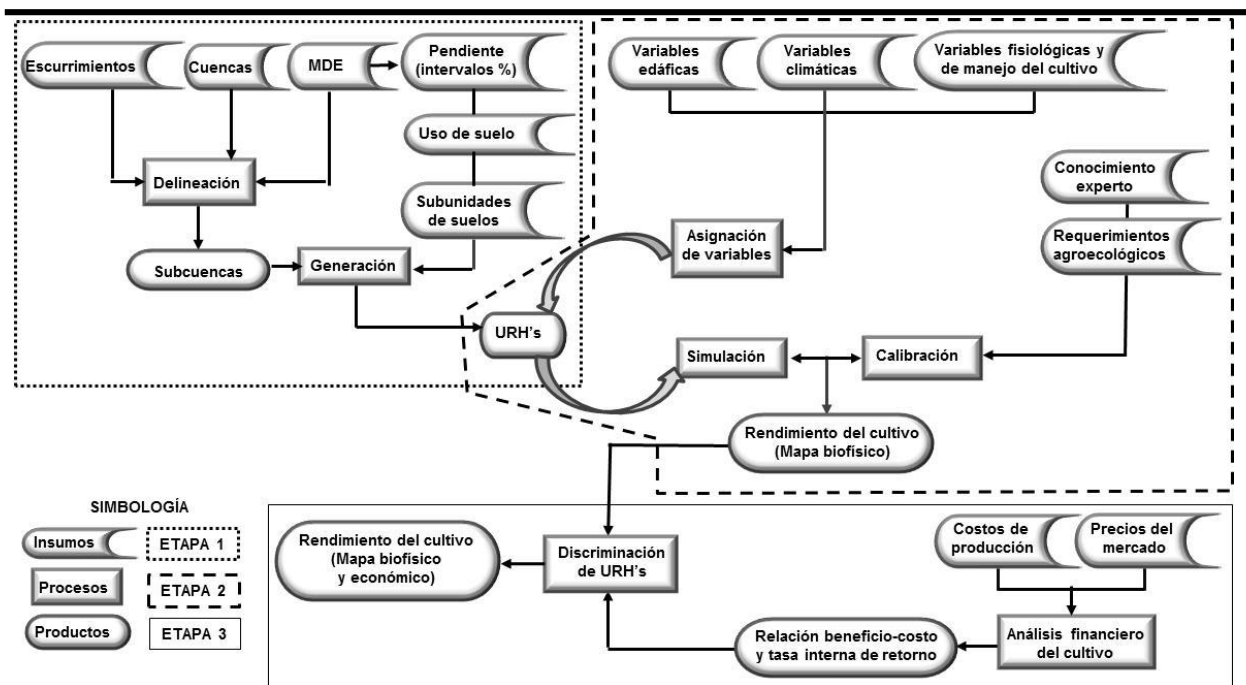 Escurrimientos
Cuencas
MDE
Pendiente
(intervalos %)
Uso de suelo
Subunidades
de suelos
Delineación
Subcuencas
Generación
URH's
Variables
edáficas
Variables
climáticas
Variables fisiológicas y
de manejo del cultivo
Conocimiento
experto
Requerimientos
agroecológicos
Asignación
de variables
Simulación
Calibración
Rendimiento del cultivo
(Mapa biofísico)
SIMBOLOGÍA
Insumos
ETAPA 1
Procesos
ETAPA 2
Productos
ETAPA 3
Rendimiento del cultivo
(Mapa biofísico
y económico)
Discriminación
de URH's
Costos de
producción
Precios del
mercado
Relación beneficio-costo
y tasa interna de retorno
Análisis financiero
del cultivo